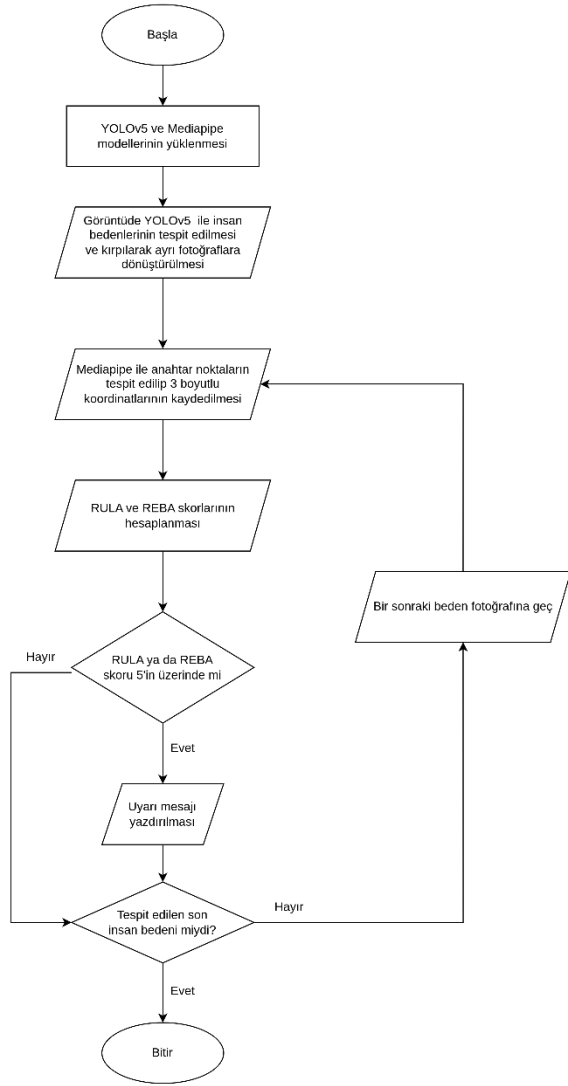 Başla
YOLOv5 ve Mediapipe
modellerinin yüklenmesi
Görüntüde YOLOv5 ile insan
bedenlerinin tespit edilmesi
ve kırpılarak ayrı fotoğraflara
dönüştürülmesi
Mediapipe ile anahtar noktaların
tespit edilip 3 boyutlu
koordinatlarının kaydedilmesi
RULA ve REBA skorlarının
hesaplanması
Bir sonraki beden fotoğrafına geç
Hayır
RULA ya da REBA
skoru 5'in üzerinde mi
Evet
Uyarı mesajı
yazdırılması
Tespit edilen son
insan bedeni miydi?
Hayır
Evet
Bitir